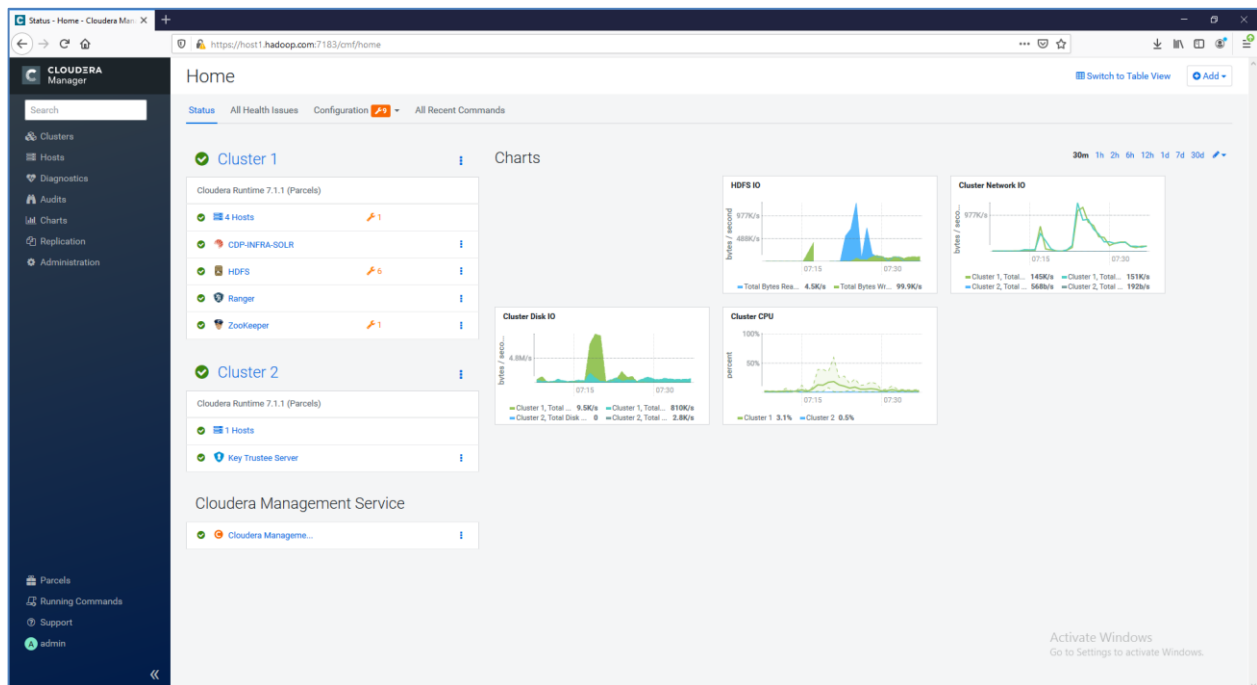 Status - Home - Cloudera Man
https://host1.hadoop.com:7183/cmf/home
CLOUDERA
Manager
Search
Clusters
Hosts
Diagnostics
Audits
Charts
Replication
Administration
Parcels
Running Commands
Support
A admin
Home
Switch to Table View
Add
Status All Health Issues Configuration 9 All Recent Commands
Cluster 1
Cloudera Runtime 7.1.1 (Parcels)
4 Hosts 1
CDP-INFRA-SOLR
HDFS 6
Ranger
ZooKeeper 1
Cluster 2
Cloudera Runtime 7.1.1 (Parcels)
1 Hosts
Key Trustee Server
Cloudera Management Service
Cloudera Manageme...
Charts
30m 1h 2h 6h 12h 1d 7d 30d
HDFS IO
bytes / second
977K/s
488K/s
07:15 07:30
Total Bytes Rea... 4.5K/s Total Bytes Wr... 99.9K/s
Cluster Network IO
bytes / seco...
977K/s
07:15 07:30
Cluster 1, Total... 145K/s Cluster 1, Total... 151K/s
Cluster 2, Total ... 568b/s Cluster 2, Total ... 192b/s
Cluster Disk IO
bytes / seco...
4.8M/s
07:15 07:30
Cluster 1, Total ... 9.5K/s Cluster 1, Total... 810K/s
Cluster 2, Total Disk ... 0 Cluster 2, Total ... 2.8K/s
Cluster CPU
percent
100%
50%
07:15 07:30
Cluster 1 3.1% Cluster 2 0.5%
Activate Windows
Go to Settings to activate Windows.